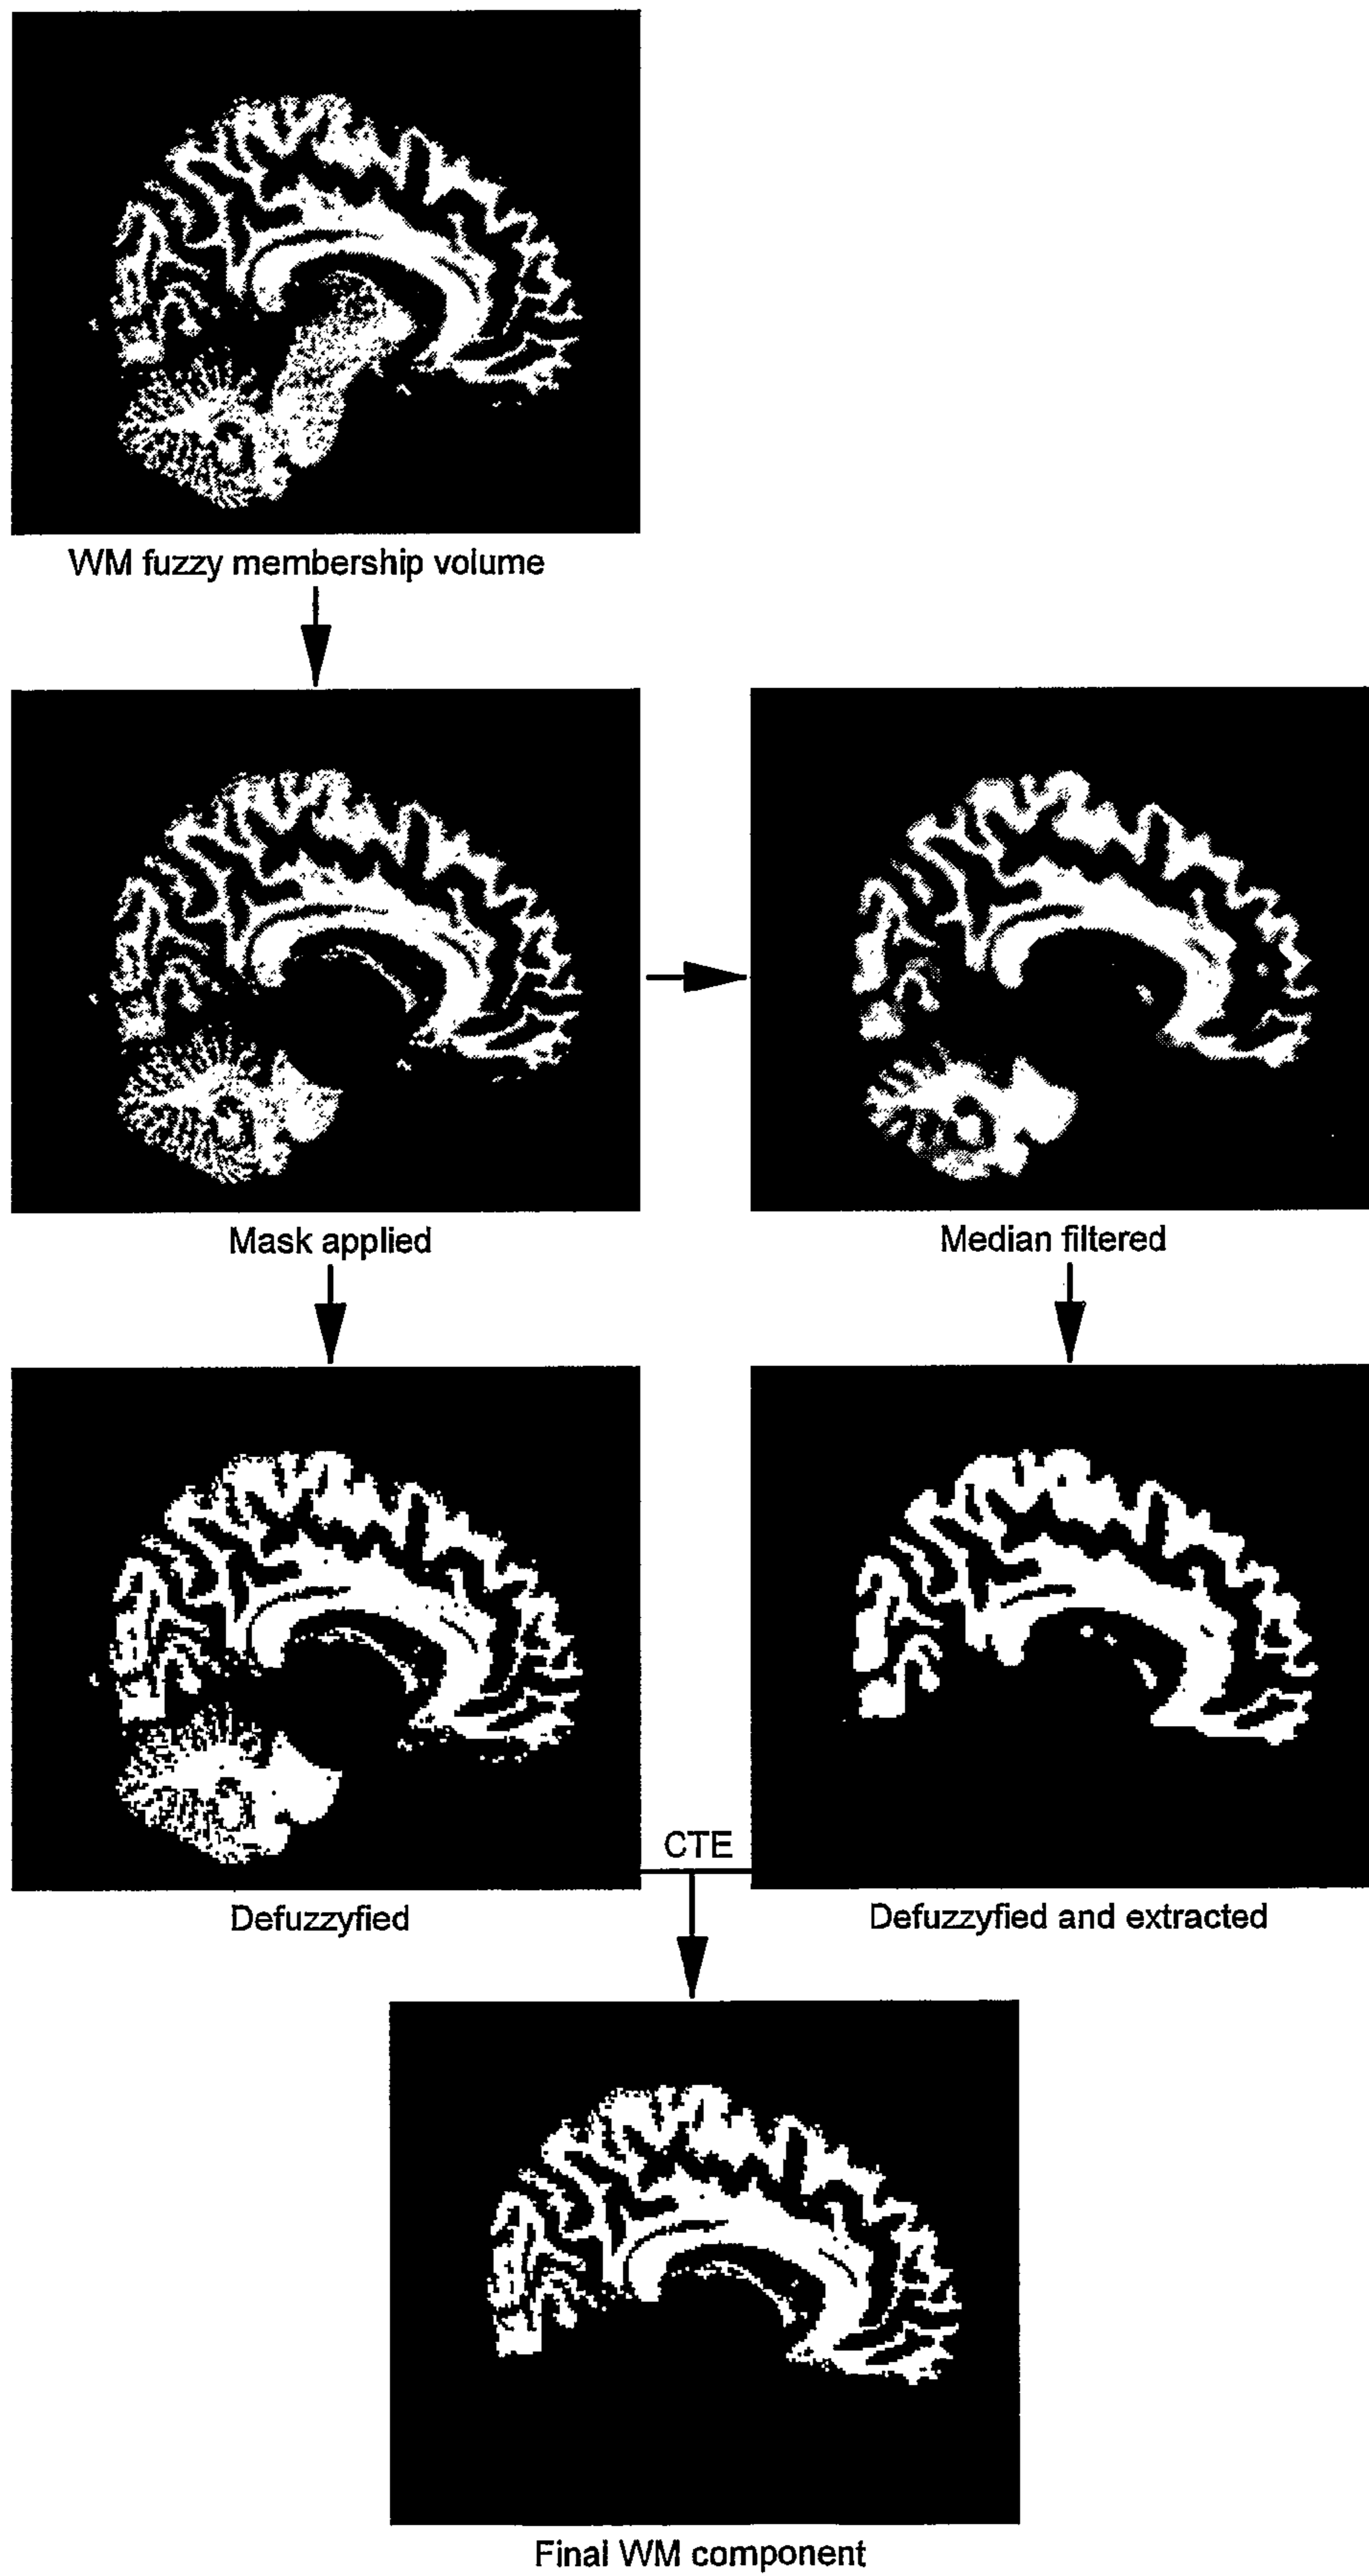 WM fuzzy membership volume
Mask applied
Median filtered
CTE
Defuzzyfied
Defuzzyfied and extracted
Final WM component